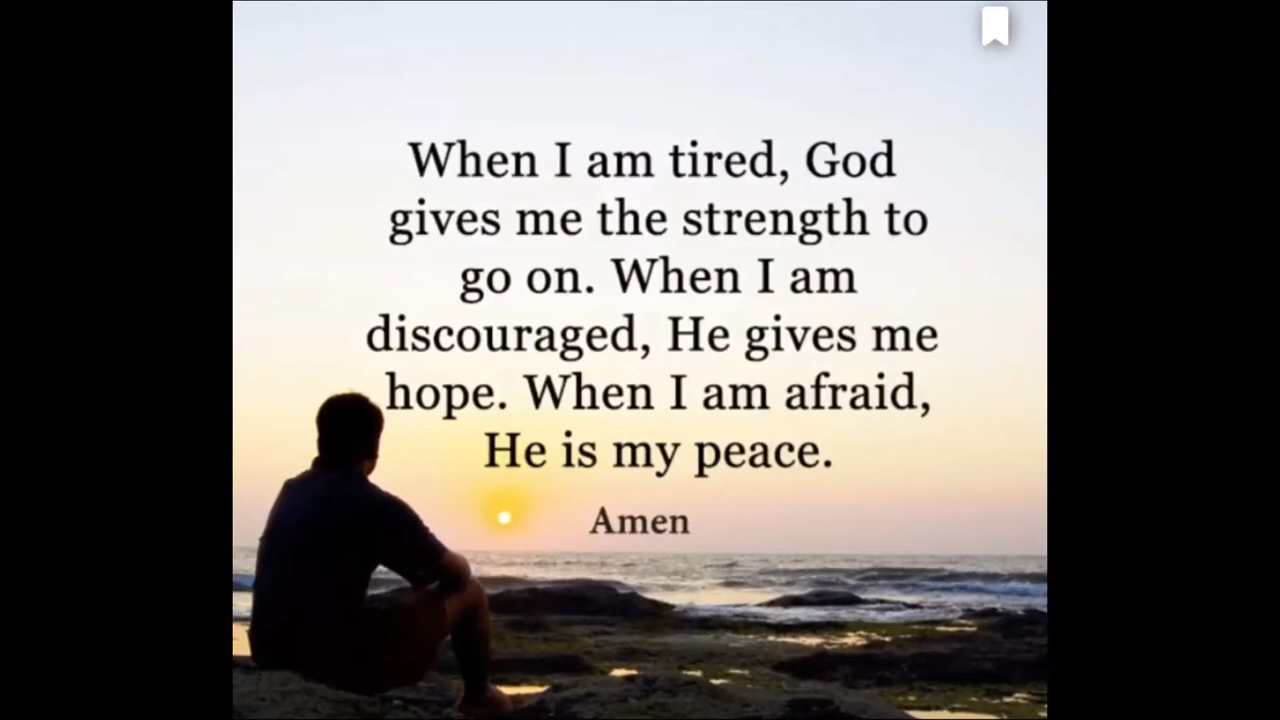 When I am tired, God
gives me the strength to
go on. When I am
discouraged, He gives me
hope. When I am afraid,
He is my peace.
Amen